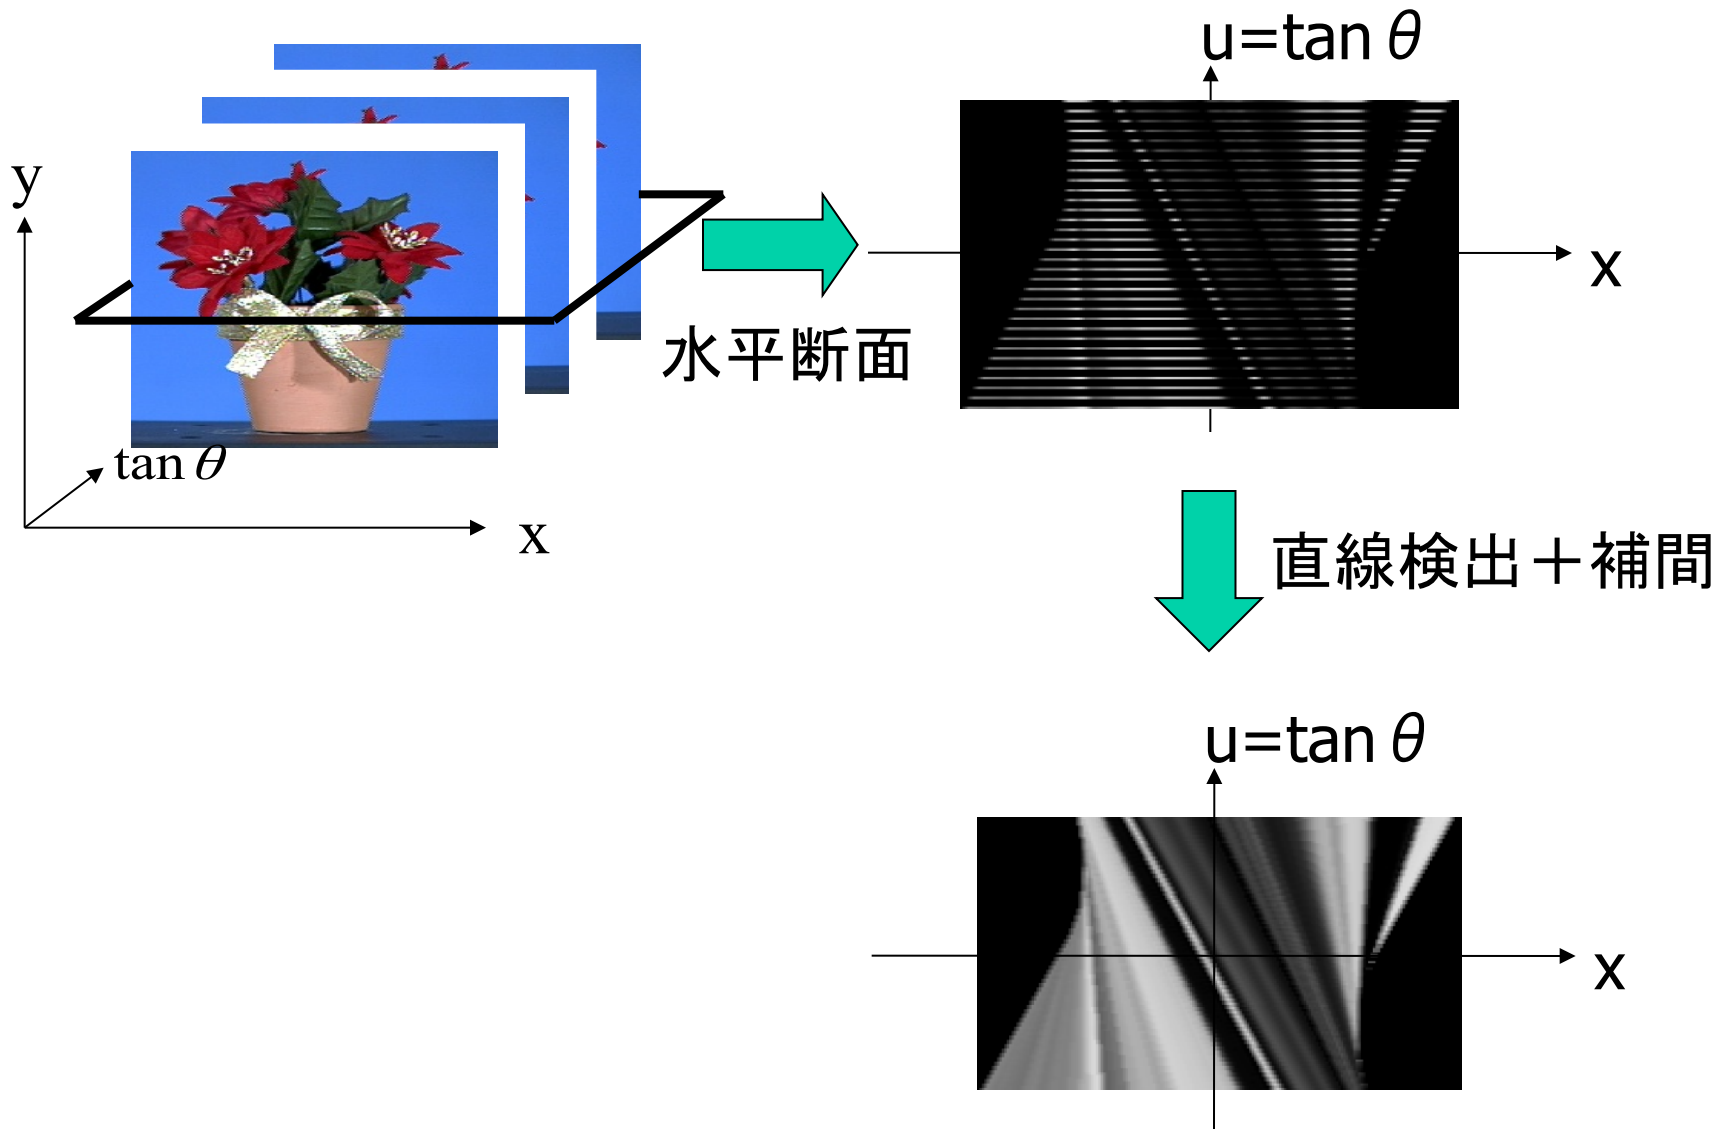 u=tan θ
y
x
水平断面
tan θ
x
直線検出＋補間
u=tan θ
x